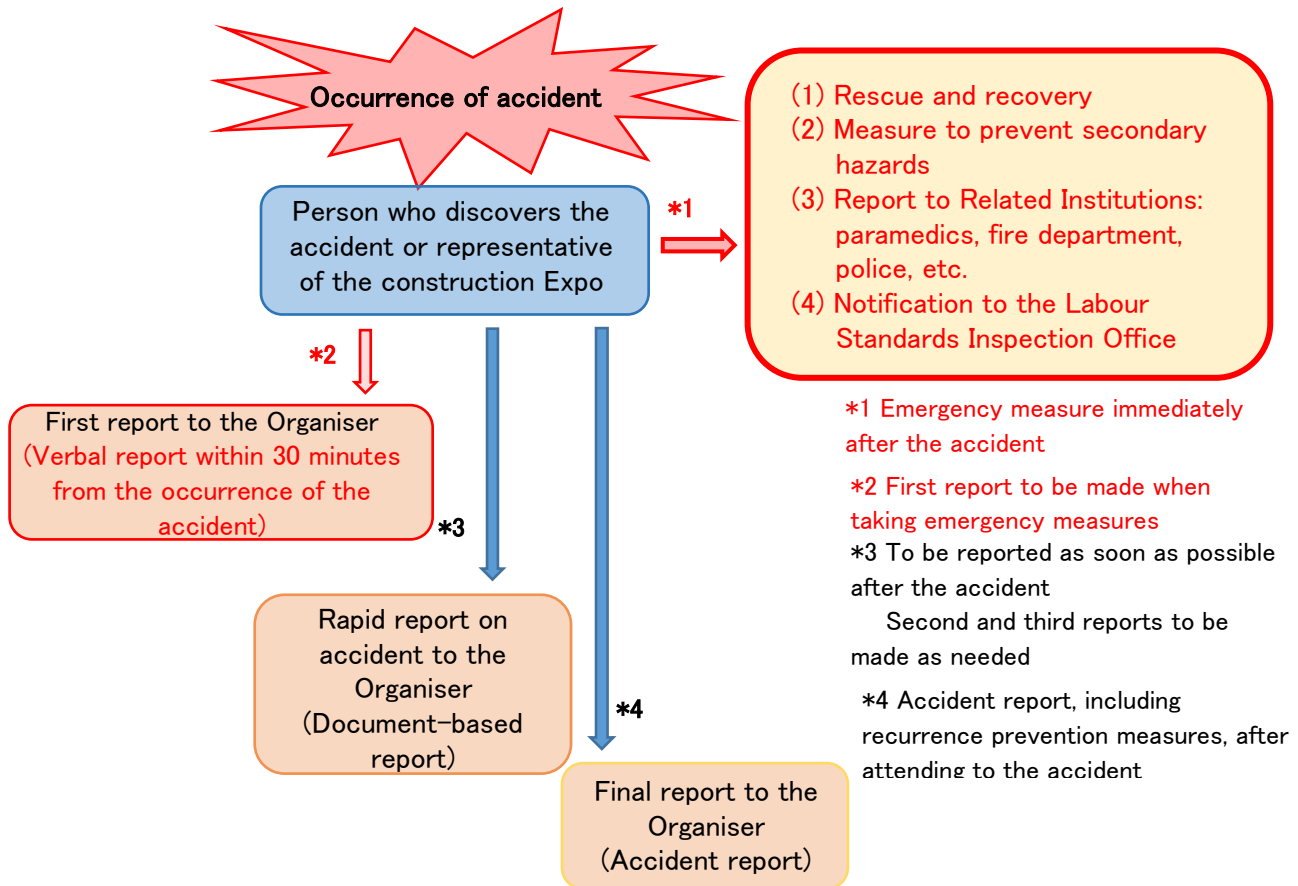 Occurrence of accident
(1) Rescue and recovery
(2) Measure to prevent secondary
hazards
(3) Report to Related Institutions:
paramedics, fire department,
police, etc.
(4) Notification to the Labour
Standards Inspection Office
Person who discovers the
accident or representative
of the construction Expo
*1
*2
First report to the Organiser
(Verbal report within 30 minutes
from the occurrence of the
accident)
*3
Rapid report on
accident to the
Organiser
(Document-based
report)
*4
Final report to the
Organiser
(Accident report)
*1 Emergency measure immediately
after the accident
*2 First report to be made when
taking emergency measures
*3 To be reported as soon as possible
after the accident
Second and third reports to be
made as needed
*4 Accident report, including
recurrence prevention measures, after
attending to the accident